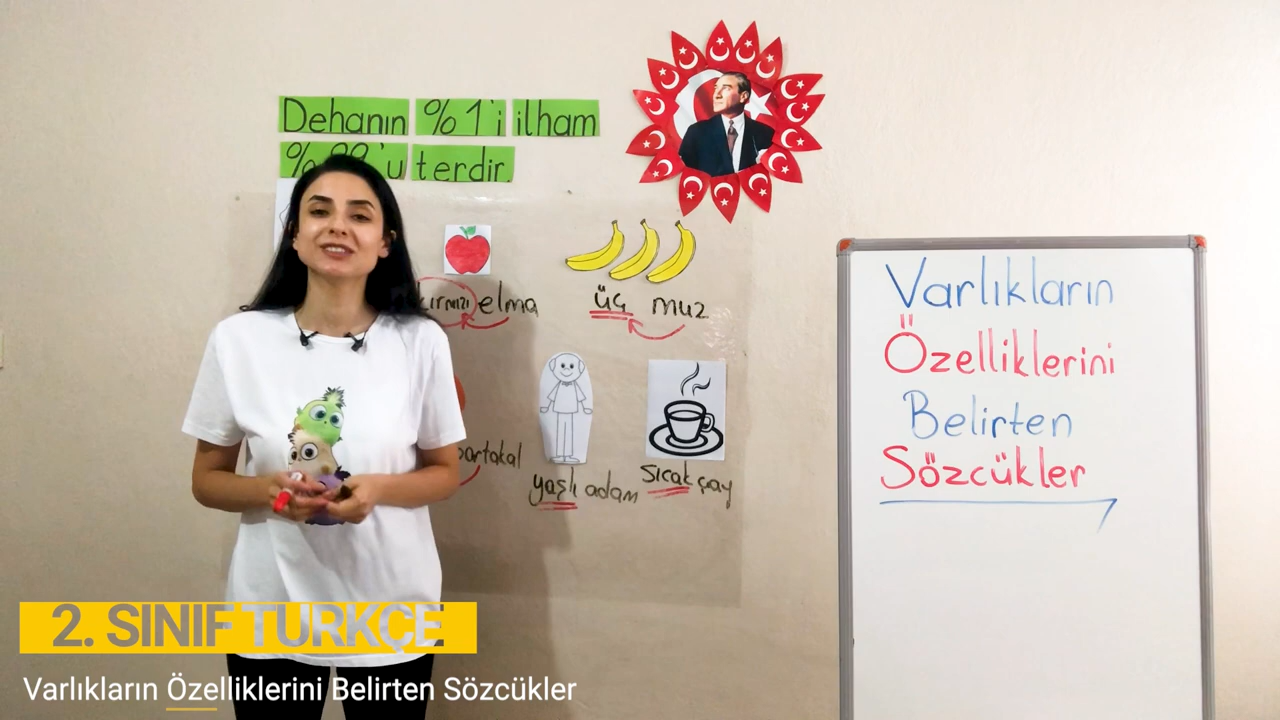 Dehanın %1'i ilham
%99'u terdir.
kırmızı elma
üç muz
portakal
yaşlı adam
sıcak çay
Varlıkların
Özelliklerini
Belirten
Sözcükler
2. SINIF TÜRKÇE
Varlıkların Özelliklerini Belirten Sözcükler